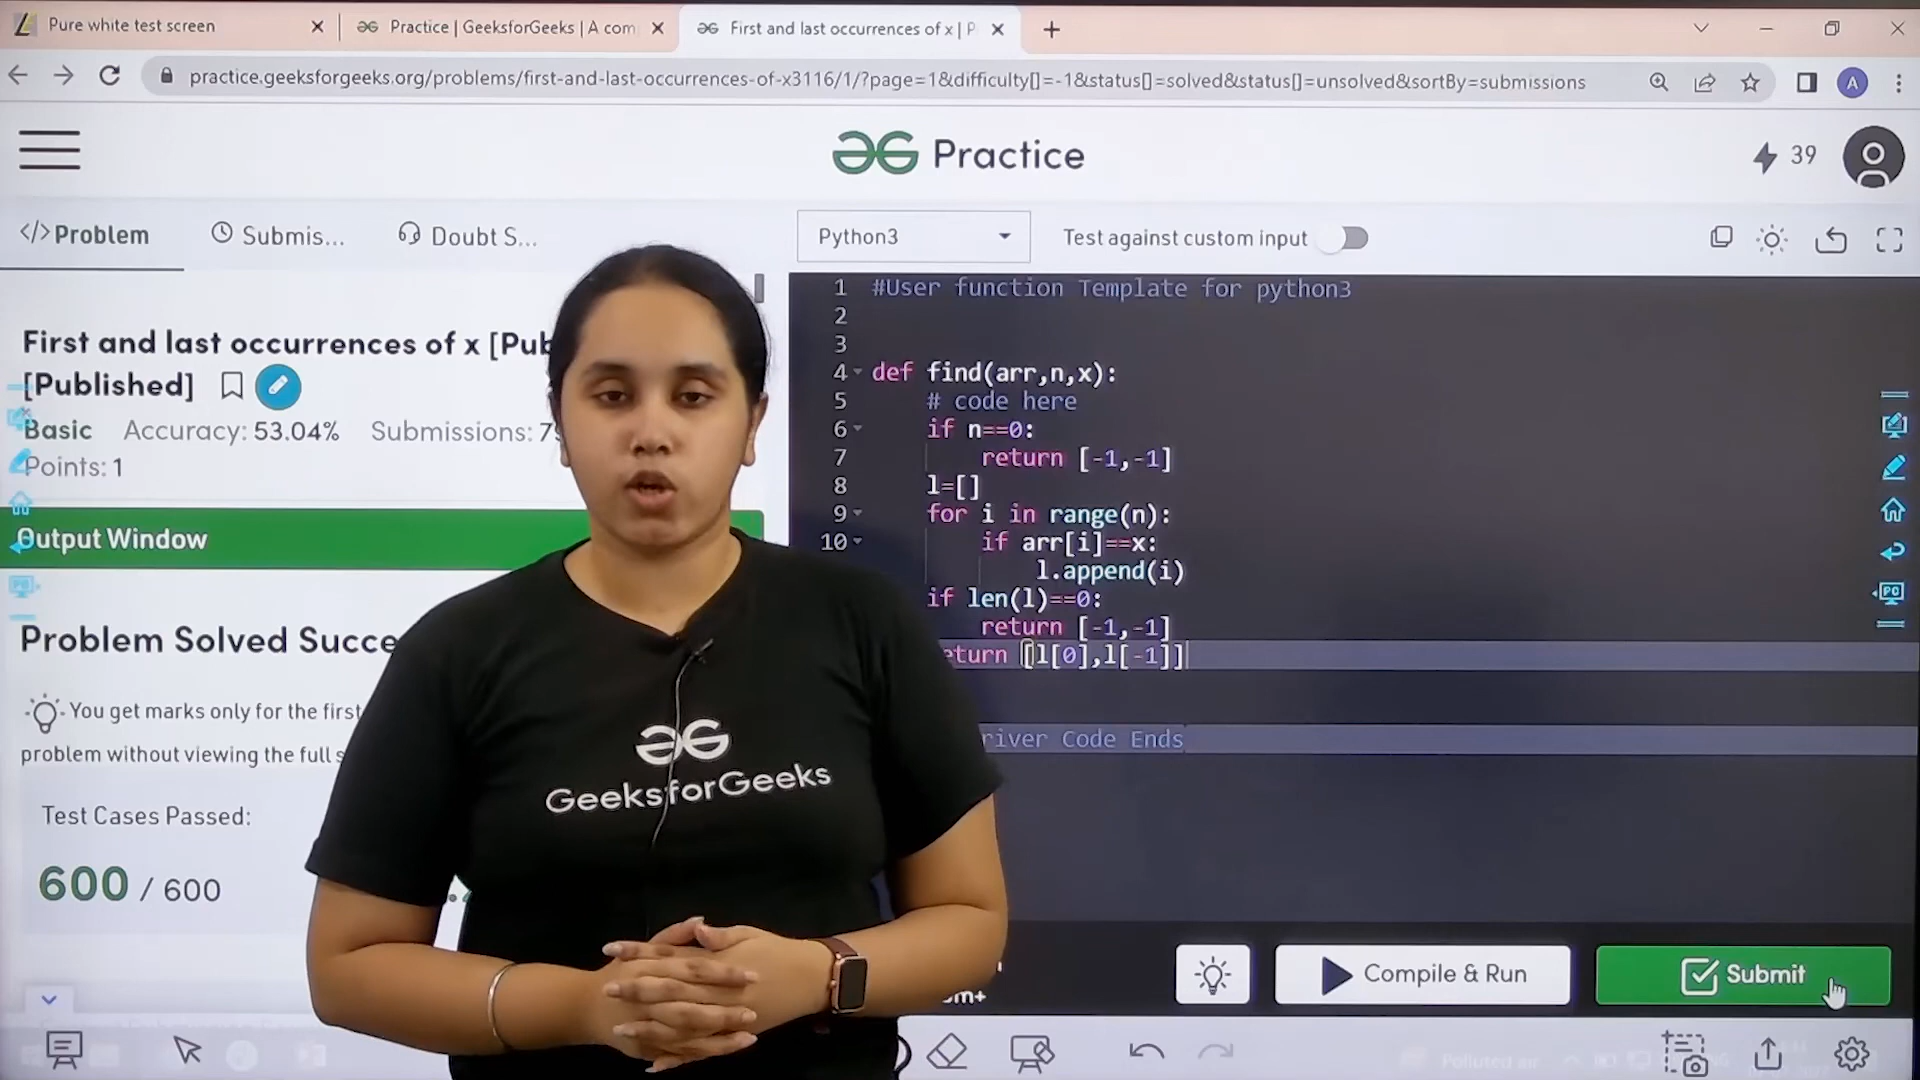 Pure white test screen
Practice | GeeksforGeeks | A com
First and last occurrences of x | P
practice.geeksforgeeks.org/problems/first-and-last-occurrences-of-x3116/1/?page=1&difficulty[]=-1&status[]=solved&status[]=unsolved&sortBy=submissions
A
Practice
39
</>Problem
Submis...
Doubt S...
Python3
Test against custom input
First and last occurrences of x [Pub
[Published]
Basic Accuracy: 53.04% Submissions: 7
Points: 1
Output Window
Problem Solved Succe
You get marks only for the first
problem without viewing the full s
Test Cases Passed:
600 / 600
1 #User function Template for python3
2
3
4 def find(arr,n,x):
5 # code here
6 if n==0:
7 return [-1,-1]
8 l=[]
9 for i in range(n):
10 if arr[i]==x:
l.append(i)
if len(l)==0:
return [-1,-1]
eturn [l[0],l[-1]]
river Code Ends
GeeksforGeeks
Compile & Run
Submit
PC
PC